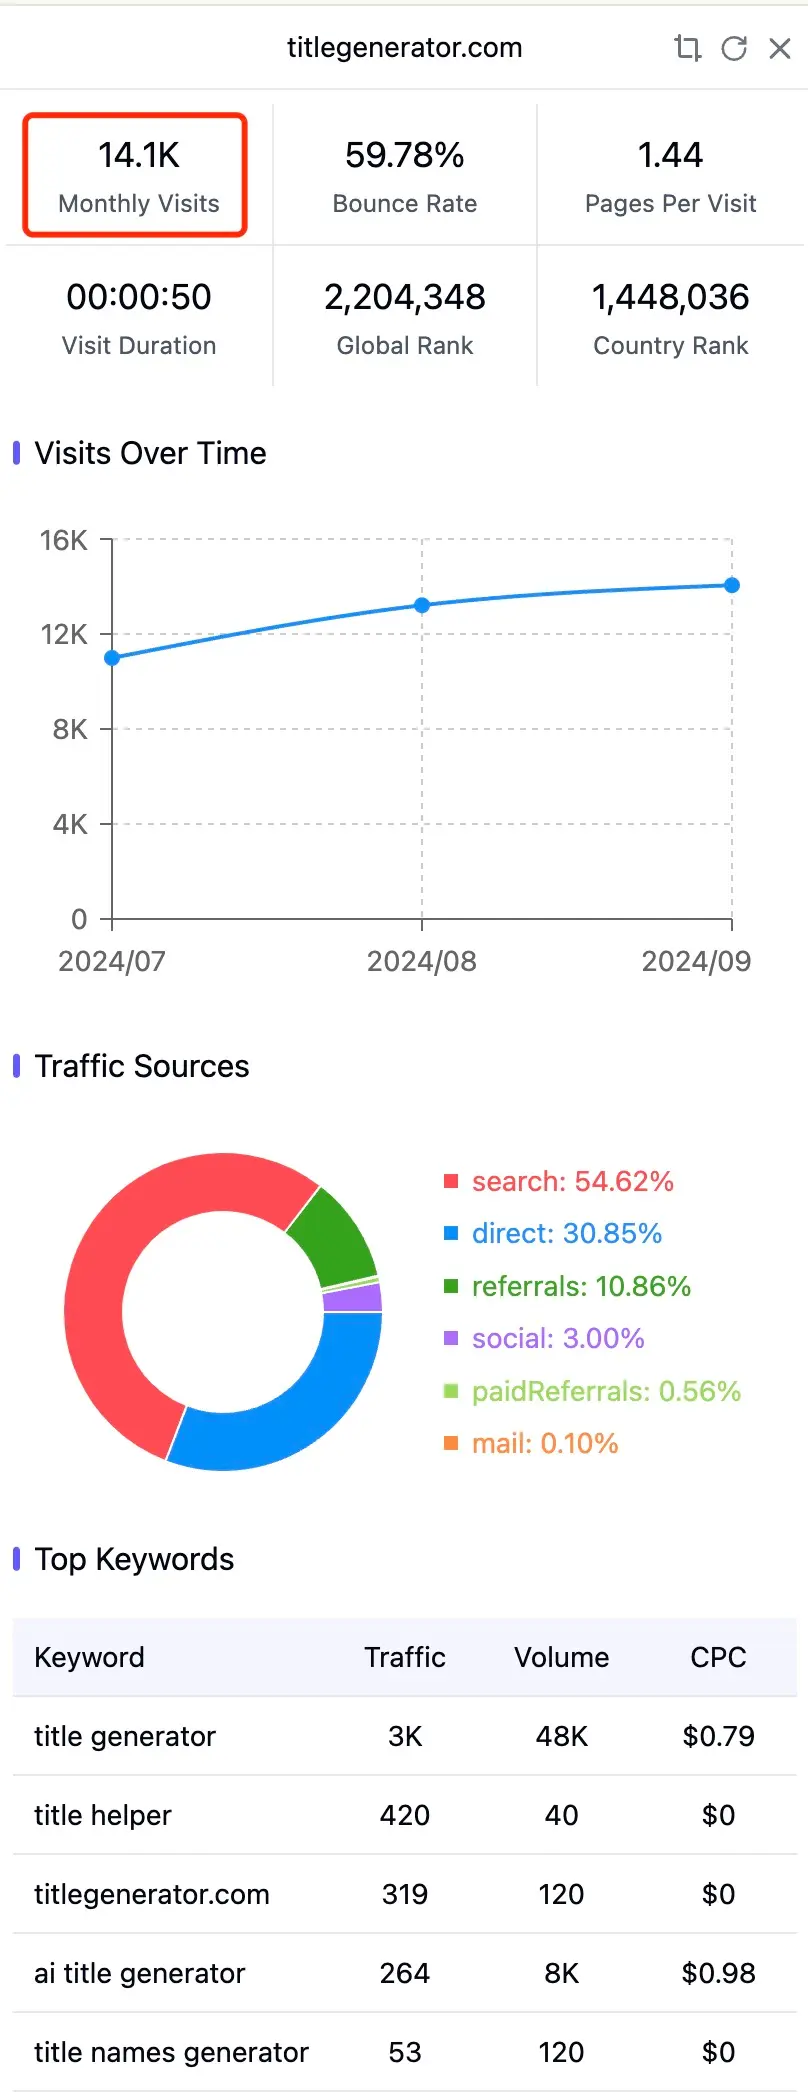 titlegenerator.com
14.1K 59.78% 1.44
Monthly Visits Bounce Rate Pages Per Visit
00:00:50 2,204,348 1,448,036
Visit Duration Global Rank Country Rank
Visits Over Time
16K
12K
8K
4K
0
2024/07 2024/08 2024/09
Traffic Sources
search: 54.62%
direct: 30.85%
referrals: 10.86%
social: 3.00%
paidReferrals: 0.56%
mail: 0.10%
Top Keywords
Keyword Traffic Volume CPC
title generator 3K 48K $0.79
title helper 420 40 $0
titlegenerator.com 319 120 $0
ai title generator 264 8K $0.98
title names generator 53 120 $0